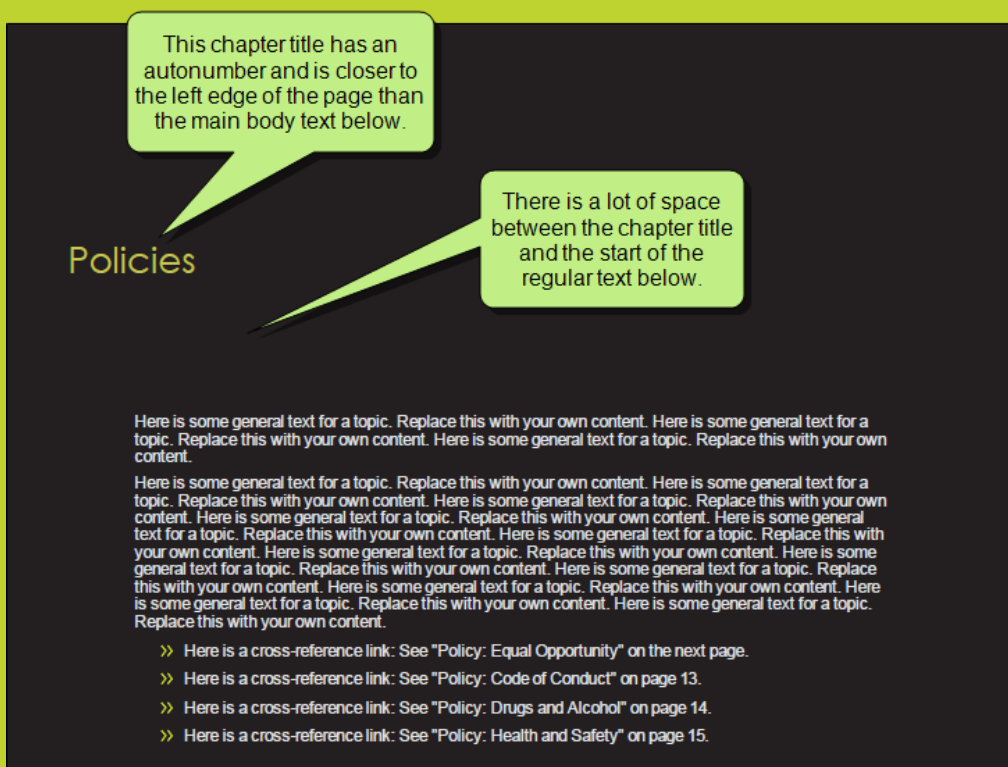 This chapter title has an
autonumber and is closer to
the left edge of the page than
the main body text below.
There is a lot of space
between the chapter title
and the start of the
regular text below.
Policies
Here is some general text for a topic. Replace this with your own content. Here is some general text for a
topic. Replace this with your own content. Here is some general text for a topic. Replace this with your own
content.
Here is some general text for a topic. Replace this with your own content. Here is some general text for a
topic. Replace this with your own content. Here is some general text for a topic. Replace this with your own
content. Here is some general text for a topic. Replace this with your own content. Here is some general
text for a topic. Replace this with your own content. Here is some general text for a topic. Replace this with
your own content. Here is some general text for a topic. Replace this with your own content. Here is some
general text for a topic. Replace this with your own content. Here is some general text for a topic. Replace
this with your own content. Here is some general text for a topic. Replace this with your own content. Here
is some general text for a topic. Replace this with your own content. Here is some general text for a topic.
Replace this with your own content.
» Here is a cross-reference link: See "Policy: Equal Opportunity" on the next page.
» Here is a cross-reference link: See "Policy: Code of Conduct" on page 13.
» Here is a cross-reference link: See "Policy: Drugs and Alcohol" on page 14.
» Here is a cross-reference link: See "Policy: Health and Safety" on page 15.